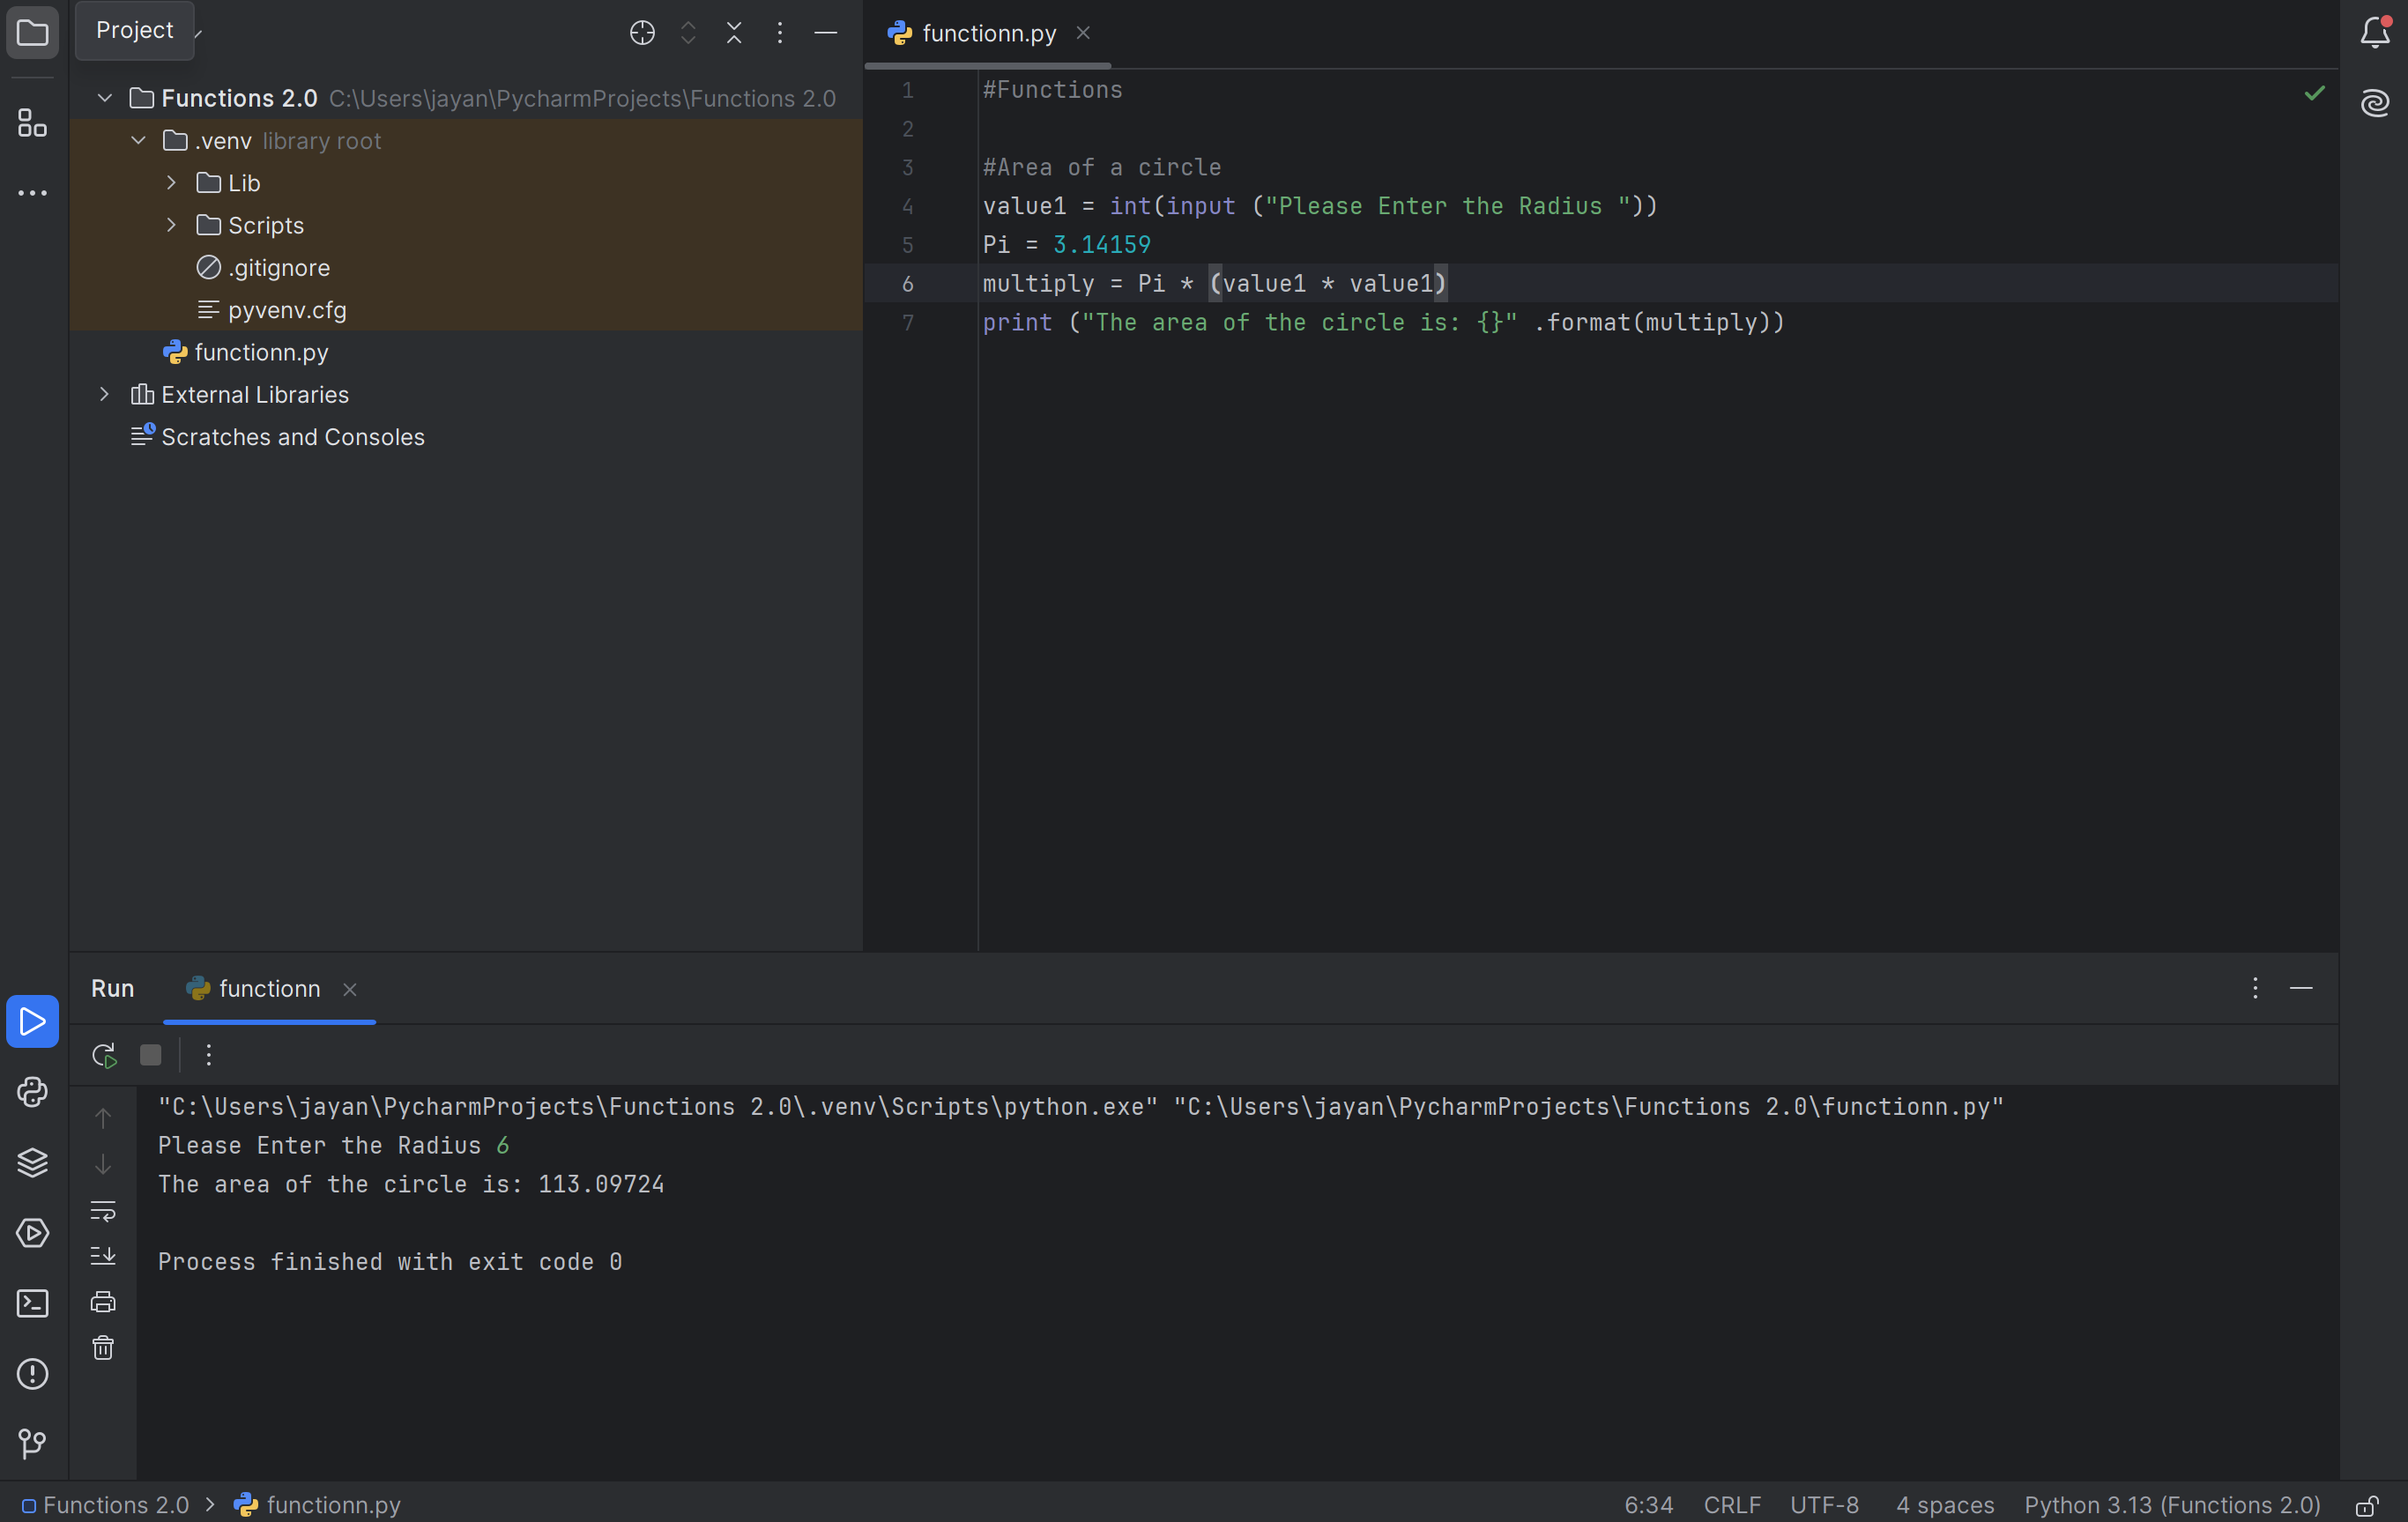 Project
Functions 2.0 C:\Users\jayan\PycharmProjects\Functions 2.0
.venv library root
Lib
Scripts
.gitignore
pyvenv.cfg
functionn.py
External Libraries
Scratches and Consoles
functionn.py
1 #Functions
2
3 #Area of a circle
4 value1 = int(input ("Please Enter the Radius "))
5 Pi = 3.14159
6 multiply = Pi * (value1 * value1)
7 print ("The area of the circle is: {}" .format(multiply))
Run functionn
"C:\Users\jayan\PycharmProjects\Functions 2.0\.venv\Scripts\python.exe" "C:\Users\jayan\PycharmProjects\Functions 2.0\functionn.py"
Please Enter the Radius 6
The area of the circle is: 113.09724
Process finished with exit code 0
Functions 2.0 > functionn.py 6:34 CRLF UTF-8 4 spaces Python 3.13 (Functions 2.0)